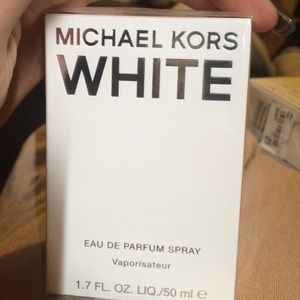 MICHAEL KORS
WHITE
EAU DE PARFUM SPRAY
Vaporisateur
1.7 FL. OZ. LIQ./50 ml ℮